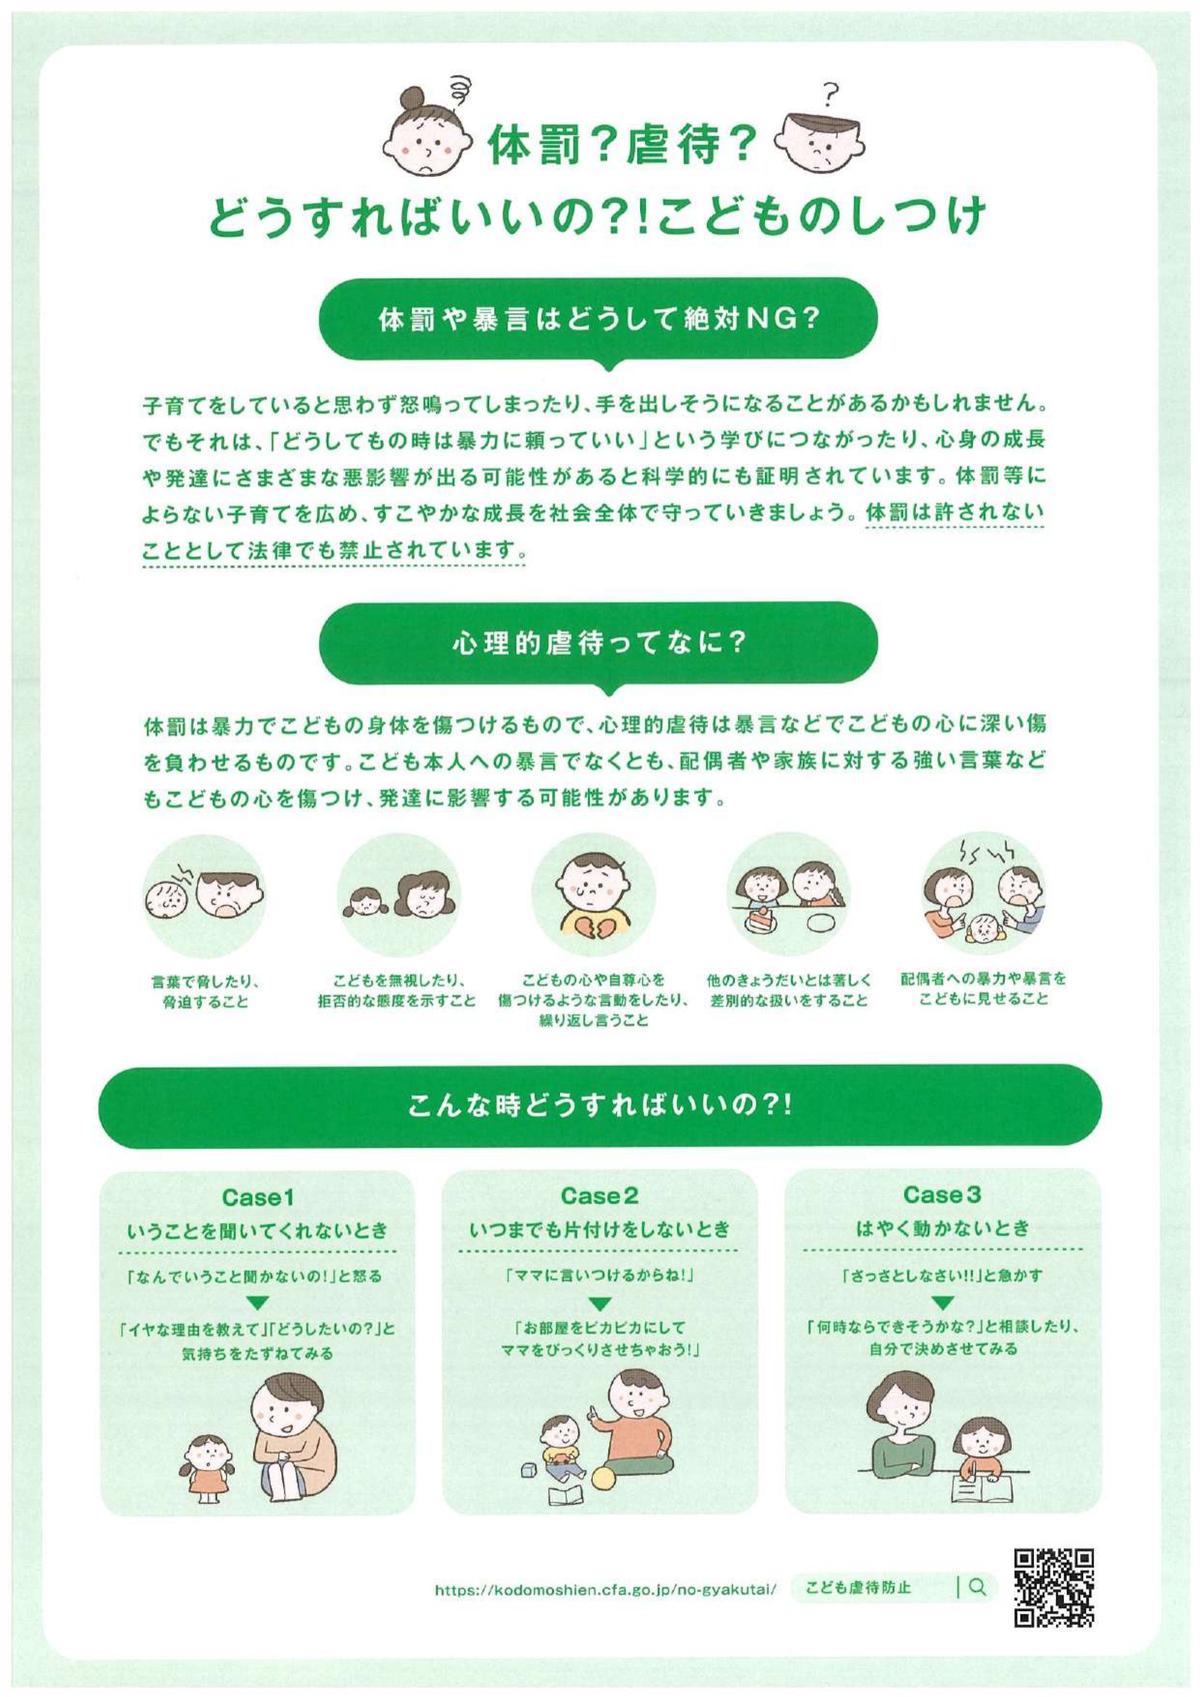 体罰?虐待?
どうすればいいの?!こどものしつけ
体罰や暴言はどうして絶対NG?
子育てをしていると思わず怒鳴ってしまったり、手を出しそうになることがあるかもしれません。
でもそれは、「どうしてもの時は暴力に頼っていい」という学びにつながったり、心身の成長
や発達にさまざまな悪影響が出る可能性があると科学的にも証明されています。体罰等に
よらない子育てを広め、すこやかな成長を社会全体で守っていきましょう。体罰は許されない
こととして法律でも禁止されています。
心理的虐待ってなに?
体罰は暴力でこどもの身体を傷つけるもので、心理的虐待は暴言などでこどもの心に深い傷
を負わせるものです。こども本人への暴言でなくとも、配偶者や家族に対する強い言葉など
もこどもの心を傷つけ、発達に影響する可能性があります。
言葉で脅したり、
脅迫すること
こどもを無視したり、
拒否的な態度を示すこと
こどもの心や自尊心を
傷つけるような言動をしたり、
繰り返し言うこと
他のきょうだいとは著しく
差別的な扱いをすること
配偶者への暴力や暴言を
こどもに見せること
こんな時どうすればいいの?!
Case1
いうことを聞いてくれないとき
「なんでいうこと聞かないの!」と怒る
「イヤな理由を教えて」「どうしたいの?」と
気持ちをたずねてみる
Case2
いつまでも片付けをしないとき
「ママに言いつけるからね!」
「お部屋をピカピカにして
ママをびっくりさせちゃおう!」
Case3
はやく動かないとき
「さっさとしなさい!!」と急かす
「何時ならできそうかな?」と相談したり、
自分で決めさせてみる
https://kodomoshien.cfa.go.jp/no-gyakutai/
こども虐待防止